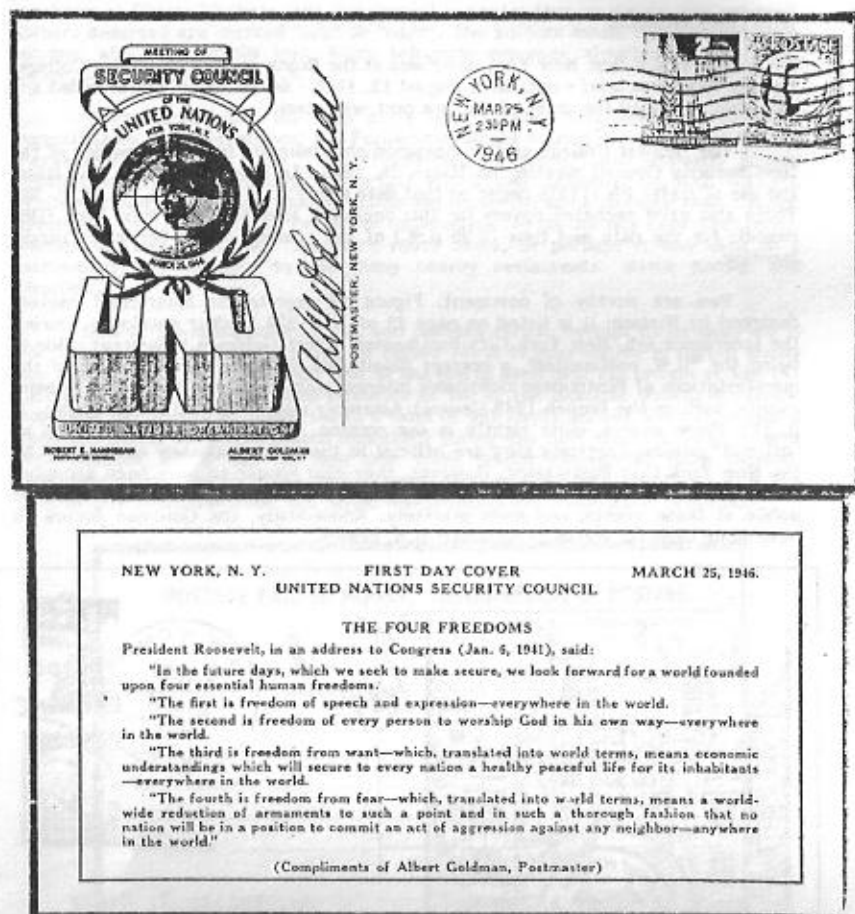 MEETING OF
SECURITY COUNCIL
OF THE
UNITED NATIONS
NEW YORK, N.Y.
MARCH 25, 1946
UNITED NATIONS ORGANIZATION
ROBERT E. HANNEGAN
POSTMASTER GENERAL
ALBERT GOLDMAN
Albert Goldman
POSTMASTER, NEW YORK, N. Y.
NEW YORK, N.Y.
MAR 25
2 30 PM
1946
2
POSTAGE
NEW YORK, N. Y. FIRST DAY COVER MARCH 25, 1946.
UNITED NATIONS SECURITY COUNCIL
THE FOUR FREEDOMS
President Roosevelt, in an address to Congress (Jan. 6, 1941), said:
"In the future days, which we seek to make secure, we look forward for a world founded
upon four essential human freedoms.
"The first is freedom of speech and expression—everywhere in the world.
"The second is freedom of every person to worship God in his own way—everywhere
in the world.
"The third is freedom from want—which, translated into world terms, means economic
understandings which will secure to every nation a healthy peaceful life for its inhabitants
—everywhere in the world.
"The fourth is freedom from fear—which, translated into world terms, means a world-
wide reduction of armaments to such a point and in such a thorough fashion that no
nation will be in a position to commit an act of aggression against any neighbor—anywhere
in the world."
(Compliments of Albert Goldman, Postmaster)